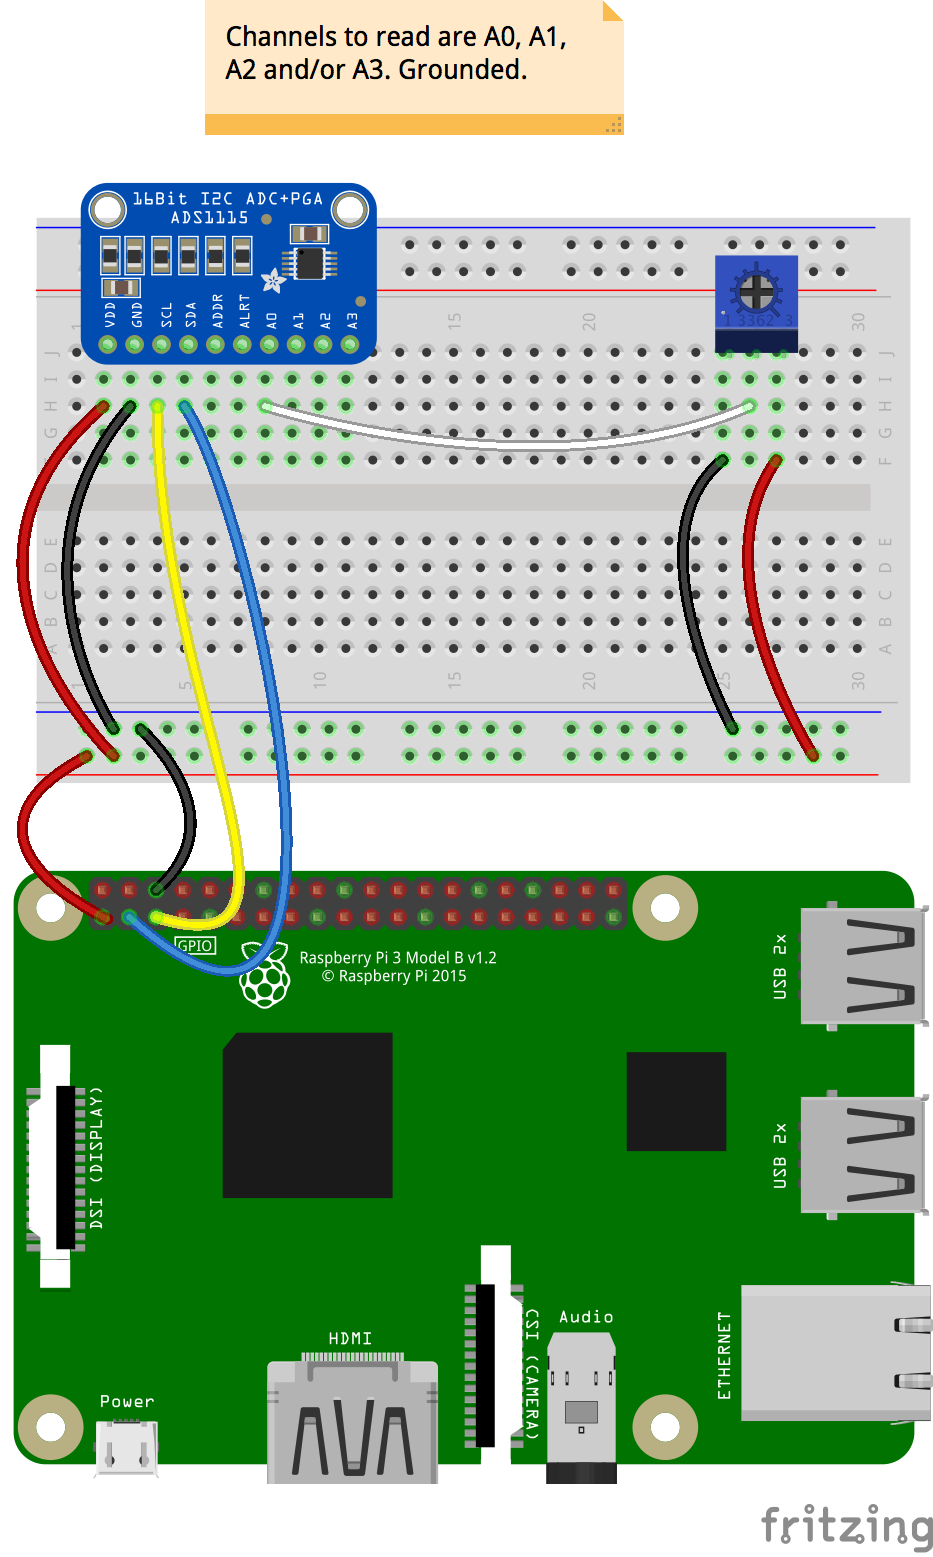 Channels to read are A0, A1,
A2 and/or A3. Grounded.
16Bit I2C ADC+PGA
ADS1115
VDD GND SCL SDA ADDR ALRT A0 A1 A2 A3
1 3362 3
1 15 20 30
J J
I I
H H
G G
F F
E E
D D
C C
B B
A A
1 5 10 15 20 25 30
GPIO
Raspberry Pi 3 Model B v1.2
© Raspberry Pi 2015
USB 2x
DSI (DISPLAY)
USB 2x
HDMI
CSI (CAMERA)
Audio
ETHERNET
Power
fritzing